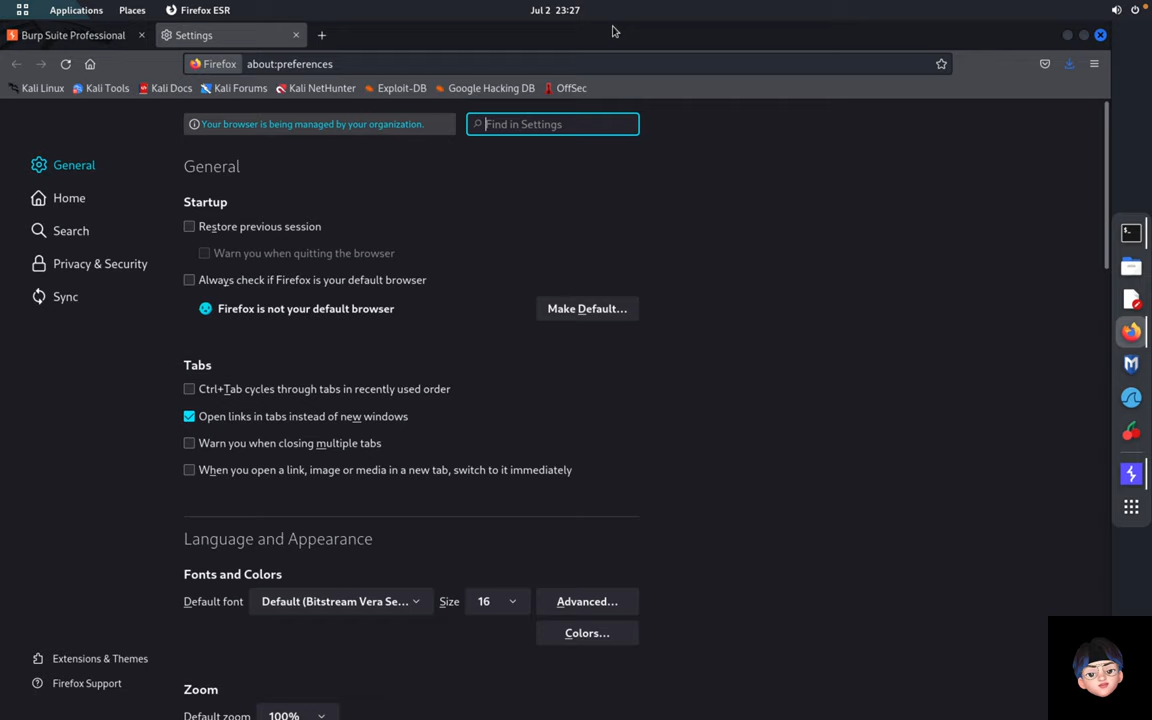 Applications Places Firefox ESR Jul 2 23:27
Burp Suite Professional Settings
Firefox about:preferences
Kali Linux Kali Tools Kali Docs Kali Forums Kali NetHunter Exploit-DB Google Hacking DB OffSec
Your browser is being managed by your organization. Find in Settings
General
Home
Search
Privacy & Security
Sync
General
Startup
Restore previous session
Warn you when quitting the browser
Always check if Firefox is your default browser
Firefox is not your default browser Make Default...
Tabs
Ctrl+Tab cycles through tabs in recently used order
Open links in tabs instead of new windows
Warn you when closing multiple tabs
When you open a link, image or media in a new tab, switch to it immediately
Language and Appearance
Fonts and Colors
Default font Default (Bitstream Vera Se... Size 16 Advanced...
Colors...
Extensions & Themes
Firefox Support
Zoom
Default zoom 100%